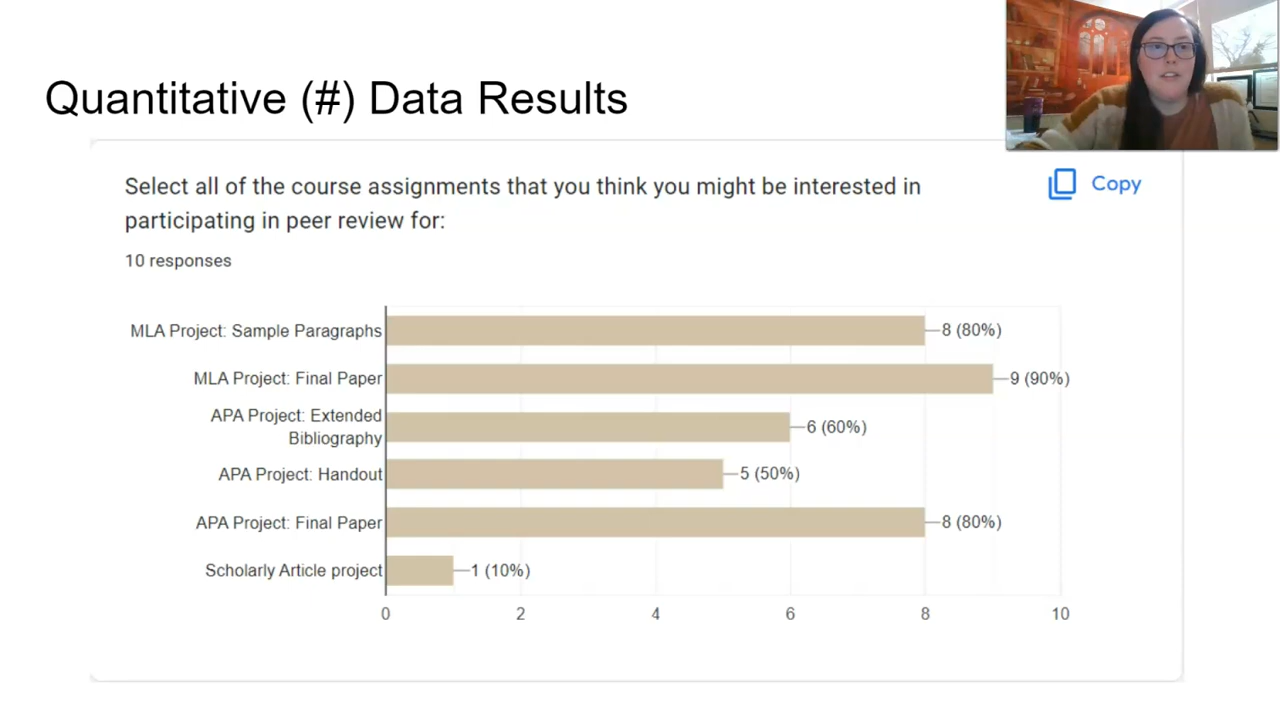 Quantitative (#) Data Results
Select all of the course assignments that you think you might be interested in
participating in peer review for:
Copy
10 responses
MLA Project: Sample Paragraphs
8 (80%)
MLA Project: Final Paper
9 (90%)
APA Project: Extended
Bibliography
6 (60%)
APA Project: Handout
5 (50%)
APA Project: Final Paper
8 (80%)
Scholarly Article project
1 (10%)
0 2 4 6 8 10